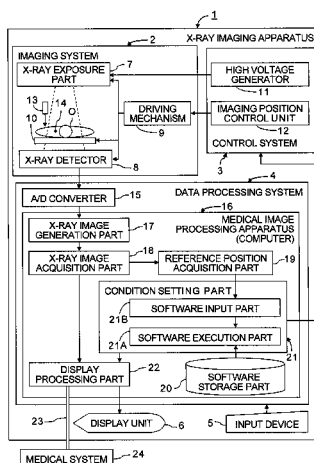 1
X-RAY IMAGING APPARATUS
2
IMAGING SYSTEM
X-RAY EXPOSURE PART
7
13
14
O
10
DRIVING MECHANISM
9
X-RAY DETECTOR
8
HIGH VOLTAGE GENERATOR
11
IMAGING POSITION CONTROL UNIT
12
CONTROL SYSTEM
3
4
DATA PROCESSING SYSTEM
A/D CONVERTER
15
16
MEDICAL IMAGE PROCESSING APPARATUS (COMPUTER)
X-RAY IMAGE GENERATION PART
17
X-RAY IMAGE ACQUISITION PART
18
REFERENCE POSITION ACQUISITION PART
19
CONDITION SETTING PART
SOFTWARE INPUT PART
21B
21A
SOFTWARE EXECUTION PART
21
DISPLAY PROCESSING PART
22
20
SOFTWARE STORAGE PART
23
DISPLAY UNIT
6
5
INPUT DEVICE
MEDICAL SYSTEM
24